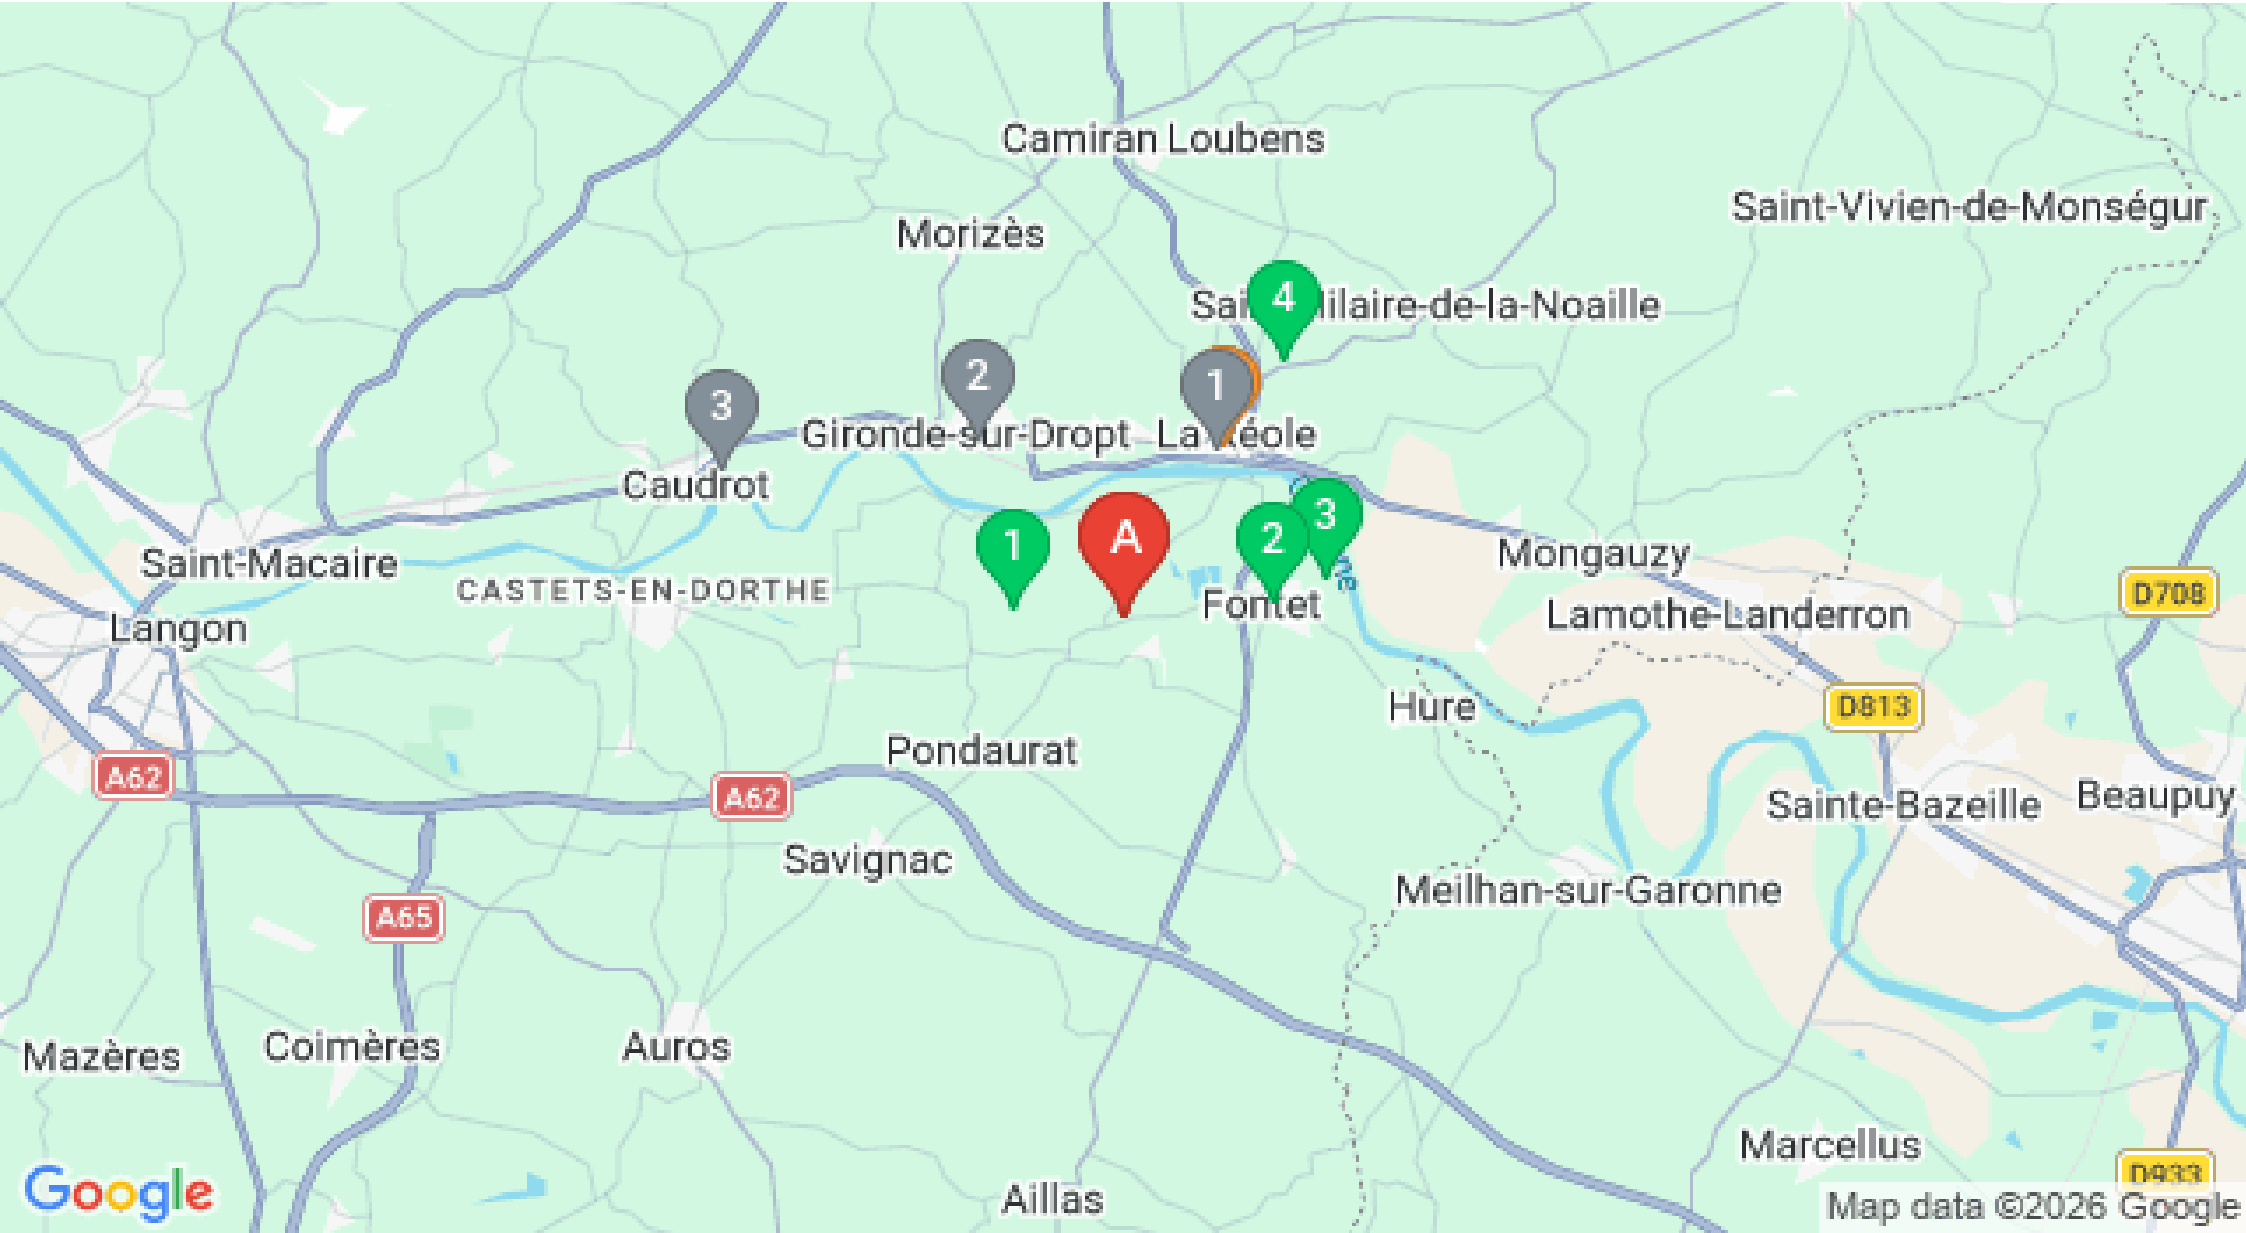 Camiran Loubens
Saint-Vivien-de-Monségur
Morizès
4
Sai ilaire-de-la-Noaille
2
1
3
Gironde-sur-Dropt
La Réole
Caudrot
3
A
1
2
Mongauzy
Saint-Macaire
CASTETS-EN-DORTHE
D708
Fontet
Lamothe-Landerron
Langon
Hure
D813
Pondaurat
A62
A62
Beaupuy
Sainte-Bazeille
Savignac
Meilhan-sur-Garonne
A65
Mazères
Coimères
Auros
Marcellus
D933
Aillas
Google
Map data ©2026 Google